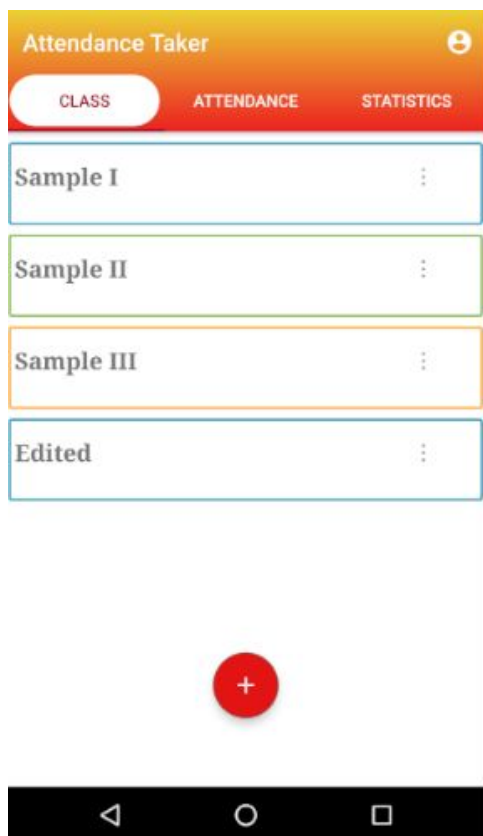 Attendance Taker
CLASS ATTENDANCE STATISTICS
Sample I
Sample II
Sample III
Edited
+